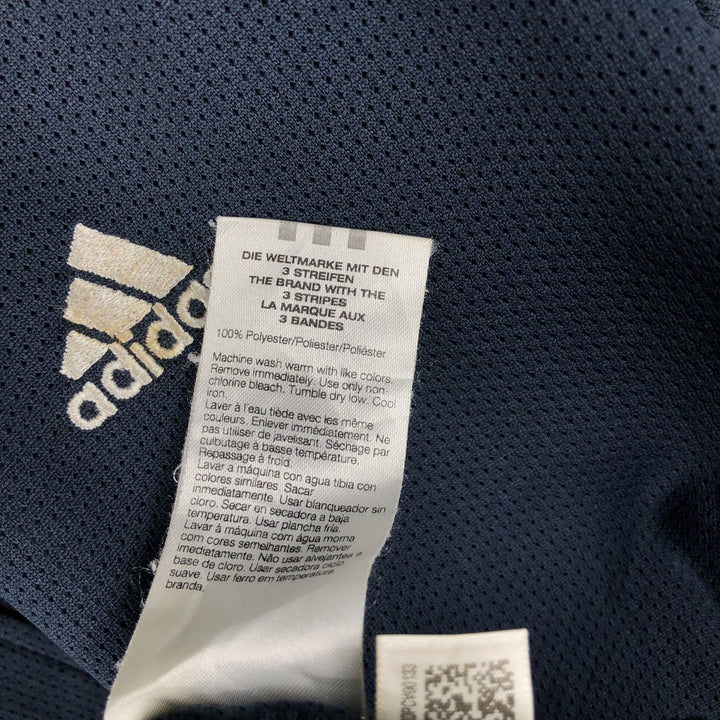 adidas
DIE WELTMARKE MIT DEN
3 STREIFEN
THE BRAND WITH THE
3 STRIPES
LA MARQUE AUX
3 BANDES
100% Polyester/Poliester/Poliéster
Machine wash warm with like colors.
Remove immediately. Use only non-
chlorine bleach. Tumble dry low. Cool
iron.
Laver à l'eau tiède avec les même
couleurs. Enlever immédiatement. Ne
pas utiliser de javelisant. Séchage par
culbutage à basse température.
Repassage à froid.
Lavar a máquina con agua tibia con
colores similares. Sacar
inmediatamente. Usar blanqueador sin
cloro. Secar en secadora a baja
temperatura. Usar plancha fría.
Lavar à máquina com água morna
com cores semelhantes. Remover
imediatamente. Não usar alvejantes a
base de cloro. Usar secadora ciclo
suave. Usar ferro em temperatura
branda.